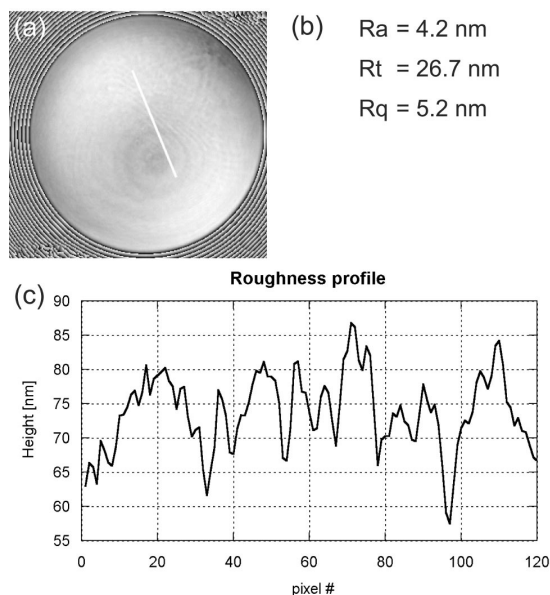 (a)
(b)
Ra = 4.2 nm
Rt = 26.7 nm
Rq = 5.2 nm
(c)
Roughness profile
Height [nm]
90
85
80
75
70
65
60
55
0 20 40 60 80 100 120
pixel #